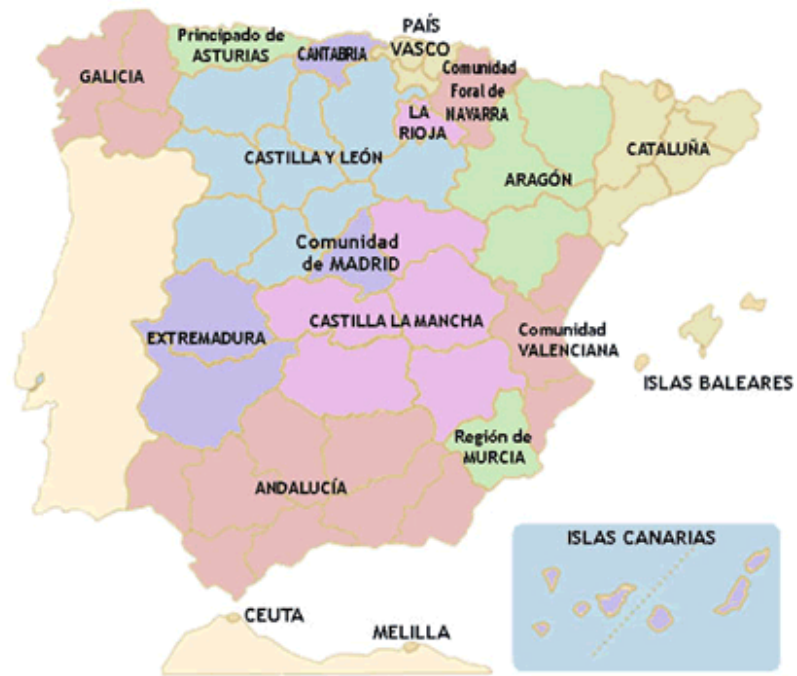 PAÍS
VASCO
Principado de
ASTURIAS
CANTABRIA
GALICIA
Comunidad
Foral de
NAVARRA
LA
RIOJA
CASTILLA Y LEÓN
ARAGÓN
CATALUÑA
Comunidad
de MADRID
EXTREMADURA
CASTILLA LA MANCHA
Comunidad
VALENCIANA
ISLAS BALEARES
Región de
MURCIA
ANDALUCÍA
ISLAS CANARIAS
CEUTA
MELILLA